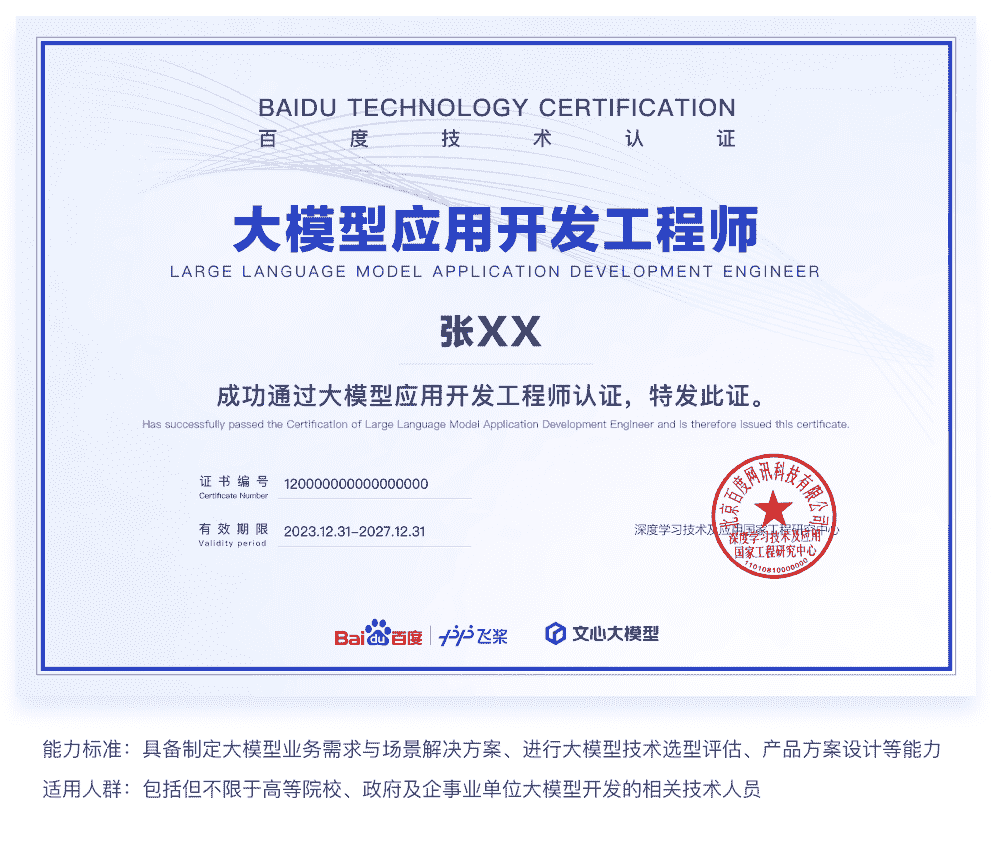 BAIDU TECHNOLOGY CERTIFICATION
百度技术认证
大模型应用开发工程师
LARGE LANGUAGE MODEL APPLICATION DEVELOPMENT ENGINEER
张XX
成功通过大模型应用开发工程师认证，特发此证。
Has successfully passed the Certification of Large Language Model Application Development Engineer and is therefore issued this certificate.
证书编号 120000000000000000
Certificate Number
有效期限 2023.12.31-2027.12.31
Validity period
北京百度网讯科技有限公司
深度学习技术及应用国家工程研究中心
深度学习技术及应用
国家工程研究中心
11010810000000
Bai du 百度 飞桨 文心大模型
能力标准：具备制定大模型业务需求与场景解决方案、进行大模型技术选型评估、产品方案设计等能力
适用人群：包括但不限于高等院校、政府及企事业单位大模型开发的相关技术人员